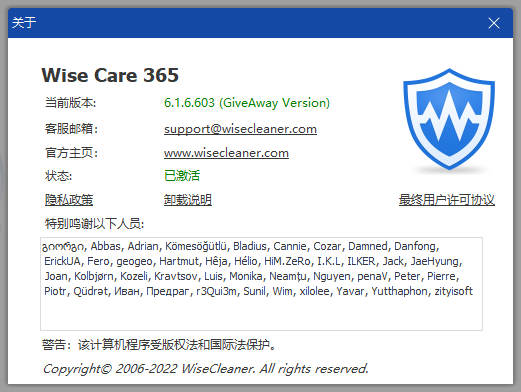 关于
Wise Care 365
当前版本: 6.1.6.603 (GiveAway Version)
客服邮箱: support@wisecleaner.com
官方主页: www.wisecleaner.com
状态: 已激活
隐私政策 卸载说明 最终用户许可协议
特别鸣谢以下人员:
გიორგი, Abbas, Adrian, Kömesöğütlü, Bladius, Cannie, Cozar, Damned, Danfong,
ErickUA, Fero, geogeo, Hartmut, Hêja, Hélio, HiM.ZeRo, I.K.L, ILKER, Jack, JaeHyung,
Joan, Kolbjørn, Kozeli, Kravtsov, Luis, Monika, Neamțu, Nguyen, penaV, Peter, Pierre,
Piotr, Qüdrət, Иван, Предраг, r3Qui3m, Sunil, Wim, xilolee, Yavar, Yutthaphon, zityisoft
警告：该计算机程序受版权法和国际法保护。
Copyright© 2006-2022 WiseCleaner. All rights reserved.